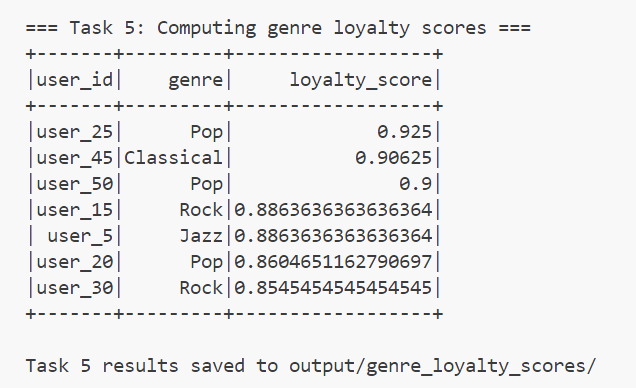 === Task 5: Computing genre loyalty scores ===
+-------+---------+------------------+
|user_id|    genre|     loyalty_score|
+-------+---------+------------------+
|user_25|      Pop|             0.925|
|user_45|Classical|           0.90625|
|user_50|      Pop|               0.9|
|user_15|     Rock|0.8863636363636364|
| user_5|     Jazz|0.8863636363636364|
|user_20|      Pop|0.8604651162790697|
|user_30|     Rock|0.8545454545454545|
+-------+---------+------------------+
Task 5 results saved to output/genre_loyalty_scores/